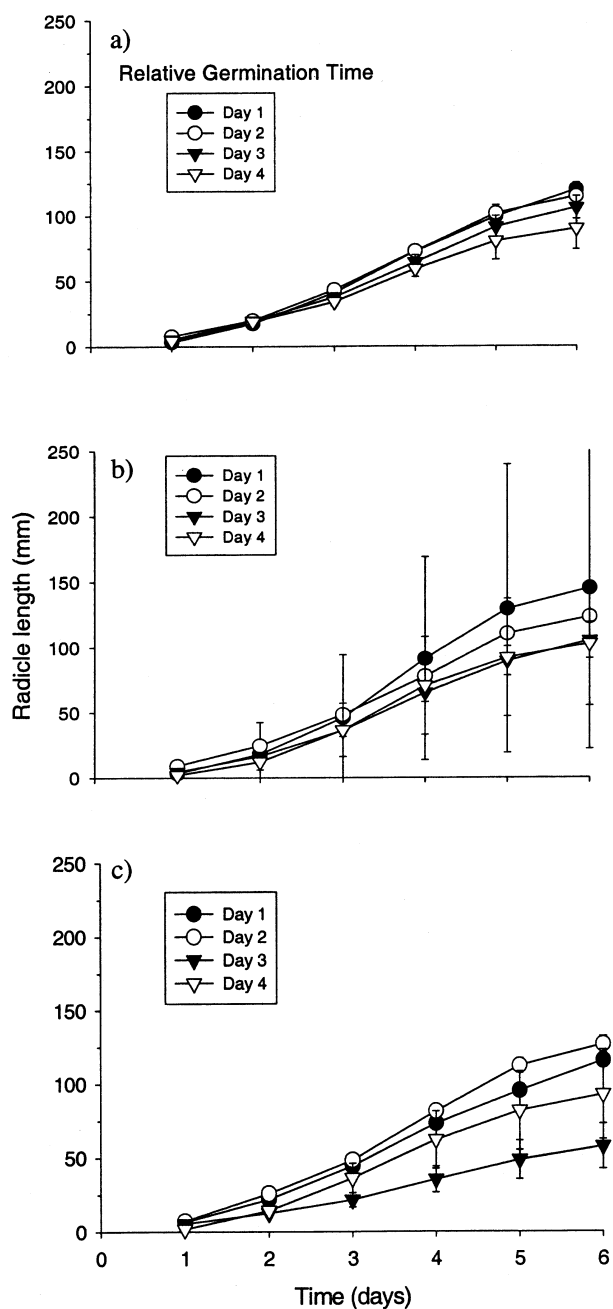 a)
Relative Germination Time
Day 1
Day 2
Day 3
Day 4
250
200
150
100
50
0
b)
Day 1
Day 2
Day 3
Day 4
250
200
150
100
50
0
Radicle length (mm)
c)
Day 1
Day 2
Day 3
Day 4
250
200
150
100
50
0
0 1 2 3 4 5 6
Time (days)